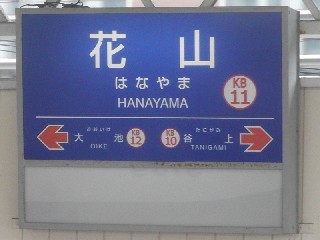 花山
はなやま
HANAYAMA
KB
11
おおいけ
大池
OIKE
KB
12
KB
10
たにがみ
谷上
TANIGAMI